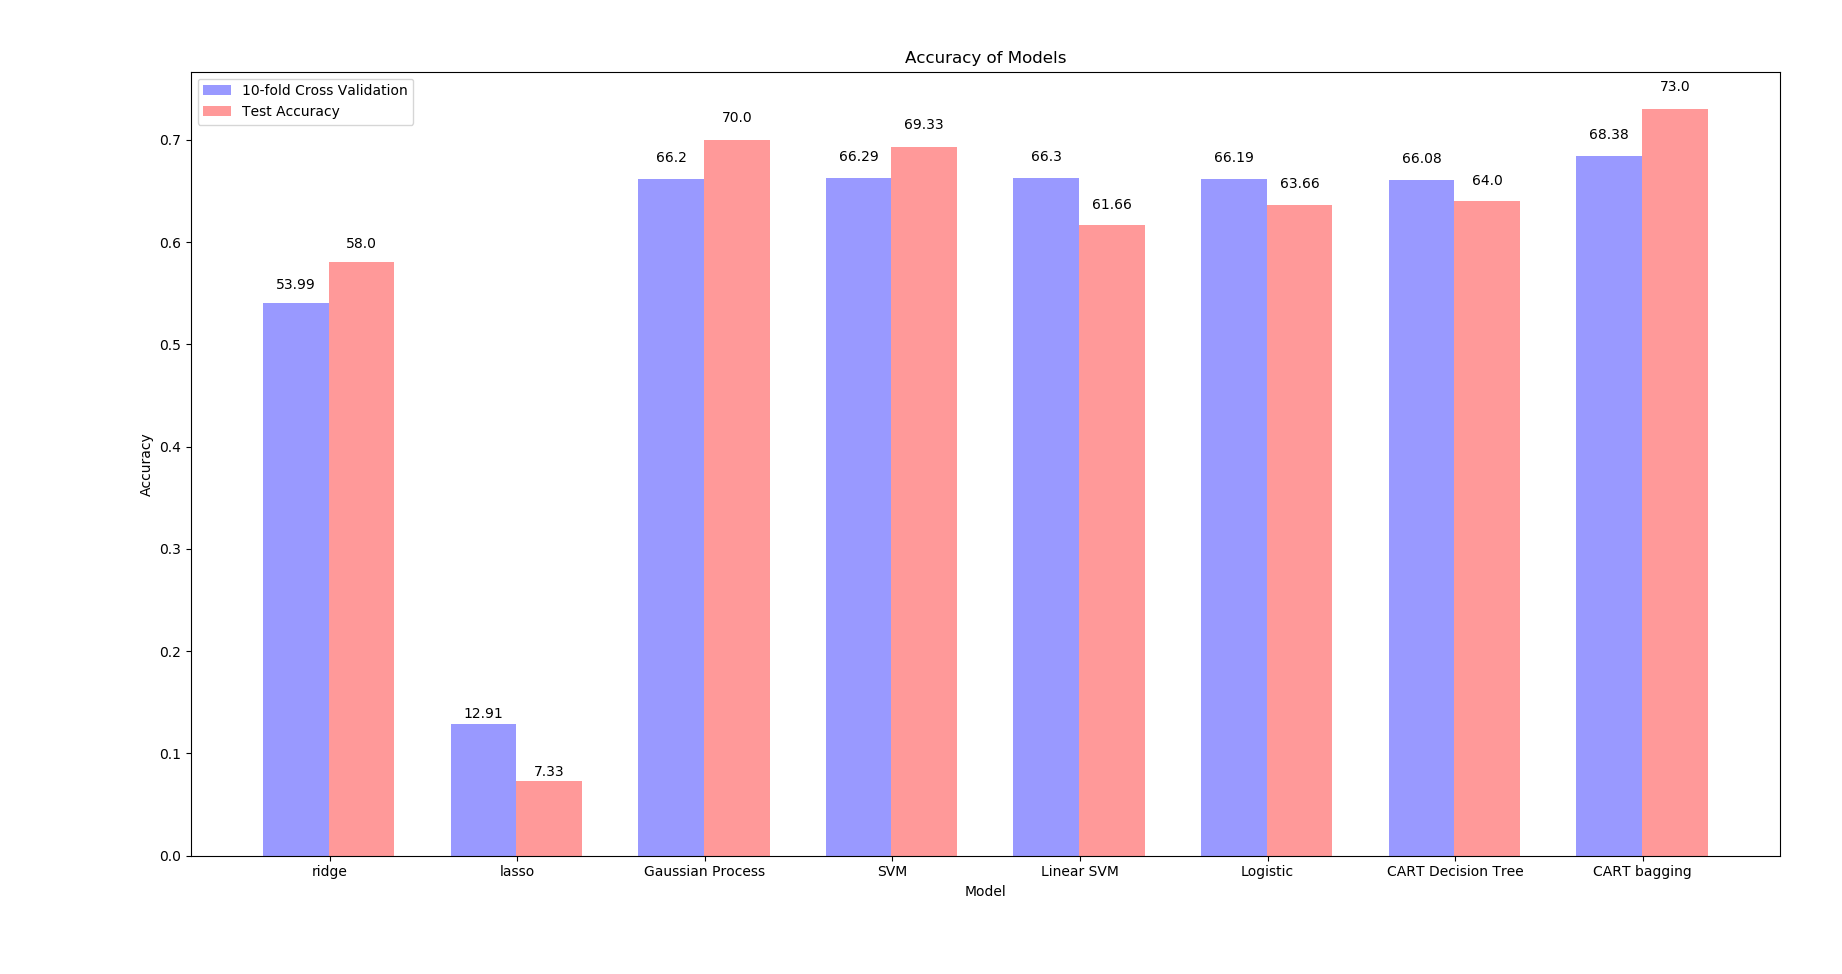 Accuracy of Models
10-fold Cross Validation
Test Accuracy
Accuracy
0.7
0.6
0.5
0.4
0.3
0.2
0.1
0.0
53.99
58.0
12.91
7.33
66.2
70.0
66.29
69.33
66.3
61.66
66.19
63.66
66.08
64.0
68.38
73.0
ridge
lasso
Gaussian Process
SVM
Linear SVM
Logistic
CART Decision Tree
CART bagging
Model